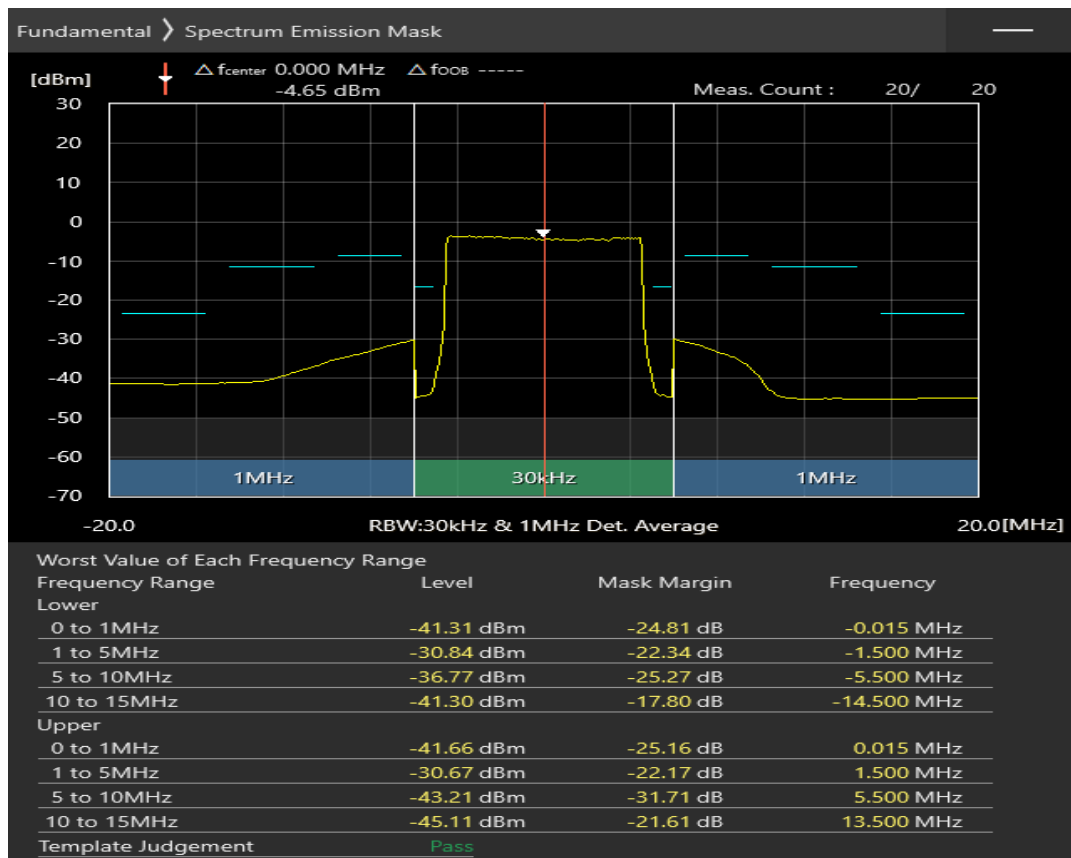 Fundamental ❯ Spectrum Emission Mask
[dBm] △ fcenter 0.000 MHz △ fOOB -----
-4.65 dBm Meas. Count : 20/ 20
30
20
10
0
-10
-20
-30
-40
-50
-60
1MHz 30kHz 1MHz
-70
-20.0 RBW:30kHz & 1MHz Det. Average 20.0[MHz]
Worst Value of Each Frequency Range
Frequency Range Level Mask Margin Frequency
Lower
0 to 1MHz -41.31 dBm -24.81 dB -0.015 MHz
1 to 5MHz -30.84 dBm -22.34 dB -1.500 MHz
5 to 10MHz -36.77 dBm -25.27 dB -5.500 MHz
10 to 15MHz -41.30 dBm -17.80 dB -14.500 MHz
Upper
0 to 1MHz -41.66 dBm -25.16 dB 0.015 MHz
1 to 5MHz -30.67 dBm -22.17 dB 1.500 MHz
5 to 10MHz -43.21 dBm -31.71 dB 5.500 MHz
10 to 15MHz -45.11 dBm -21.61 dB 13.500 MHz
Template Judgement Pass